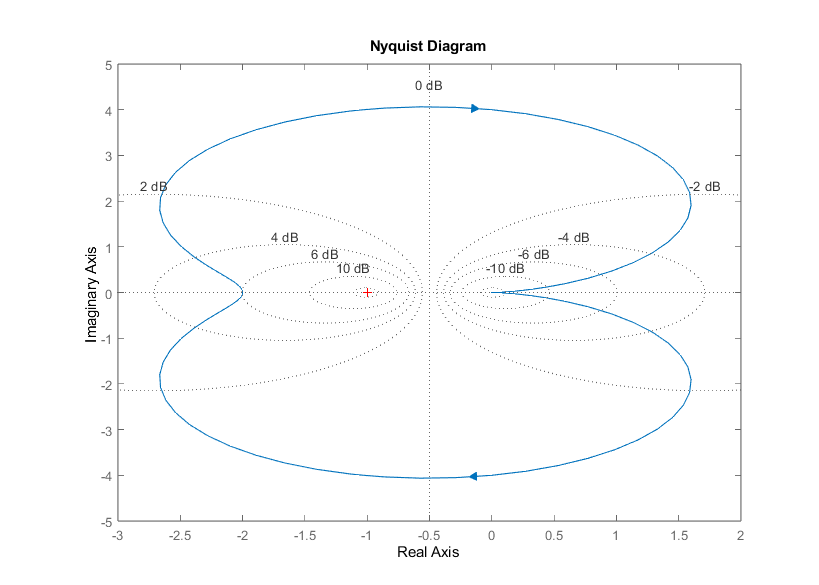 Nyquist Diagram
5
0 dB
4
3
2 dB
-2 dB
2
4 dB
-4 dB
1
6 dB
-6 dB
10 dB
-10 dB
0
-1
-2
-3
-4
-5
-3
-2.5
-2
-1.5
-1
-0.5
0
0.5
1
1.5
2
Real Axis
Imaginary Axis